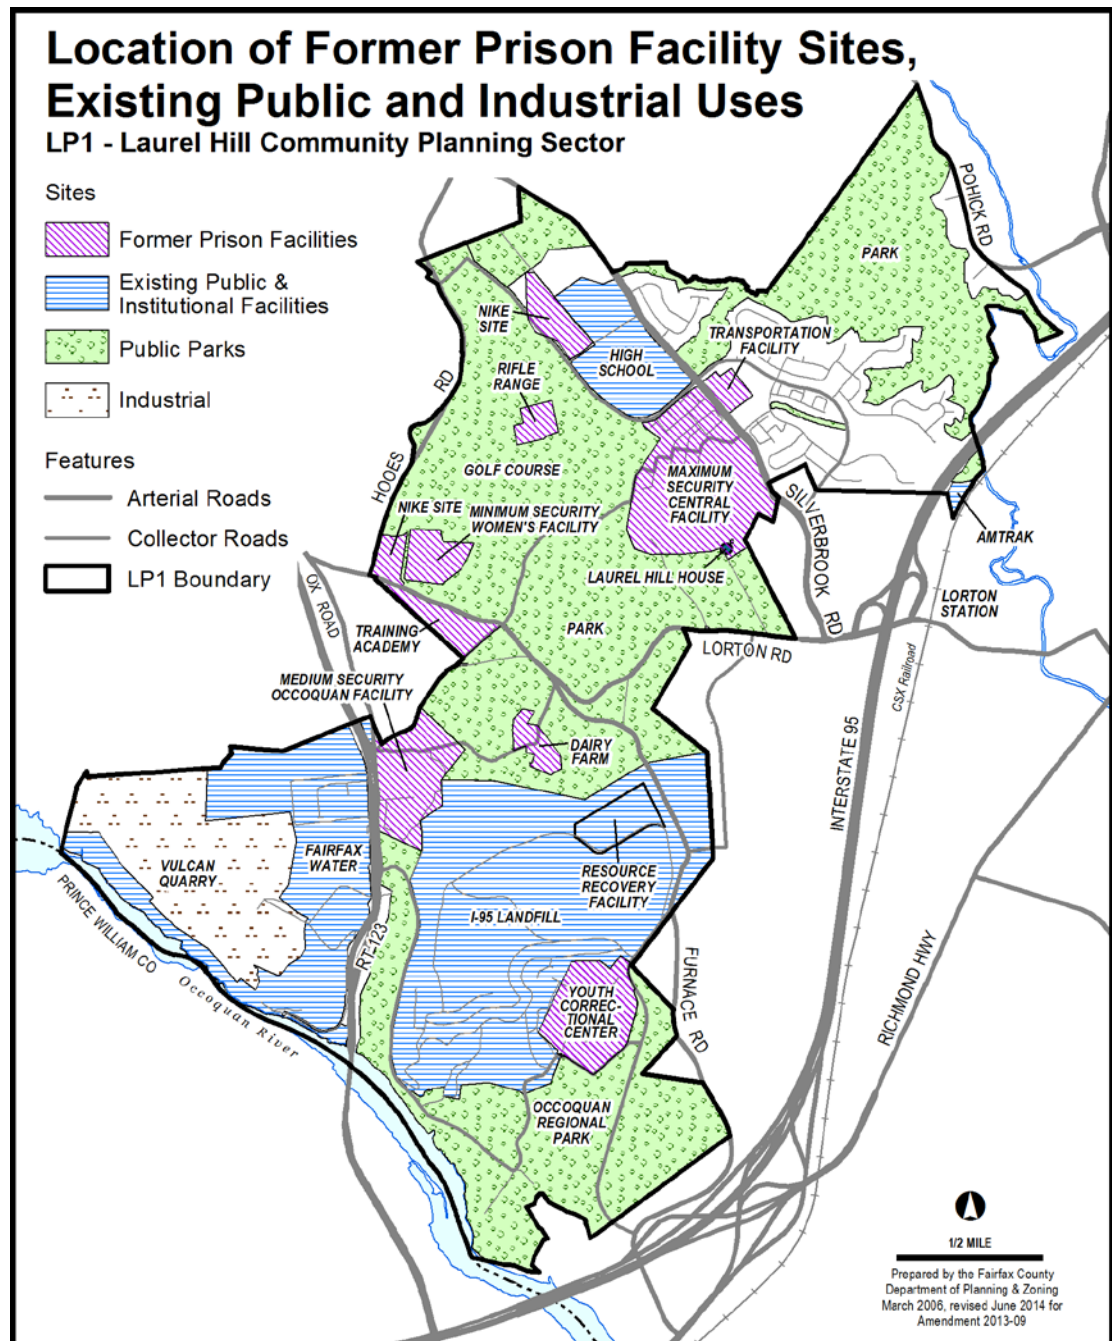 Location of Former Prison Facility Sites,
Existing Public and Industrial Uses
LP1 - Laurel Hill Community Planning Sector
Sites
Former Prison Facilities
Existing Public &
Institutional Facilities
Public Parks
Industrial
Features
Arterial Roads
Collector Roads
LP1 Boundary
POHICK RD
PARK
NIKE
SITE
TRANSPORTATION
FACILITY
HIGH
SCHOOL
RIFLE
RANGE
HOOES RD
GOLF COURSE
MAXIMUM
SECURITY
CENTRAL
FACILITY
SILVERBROOK RD
NIKE SITE
MINIMUM SECURITY
WOMEN'S FACILITY
AMTRAK
LAUREL HILL HOUSE
LORTON
STATION
OX ROAD
TRAINING
ACADEMY
PARK
LORTON RD
CSX Railroad
MEDIUM SECURITY
OCCOQUAN FACILITY
DAIRY
FARM
INTERSTATE 95
FAIRFAX
WATER
VULCAN
QUARRY
RESOURCE
RECOVERY
FACILITY
PRINCE WILLIAM CO
I-95 LANDFILL
RT-123
Occoquan River
FURNACE RD
RICHMOND HWY
YOUTH
CORREC-
TIONAL
CENTER
OCCOQUAN
REGIONAL
PARK
1/2 MILE
Prepared by the Fairfax County
Department of Planning & Zoning
March 2006, revised June 2014 for
Amendment 2013-09